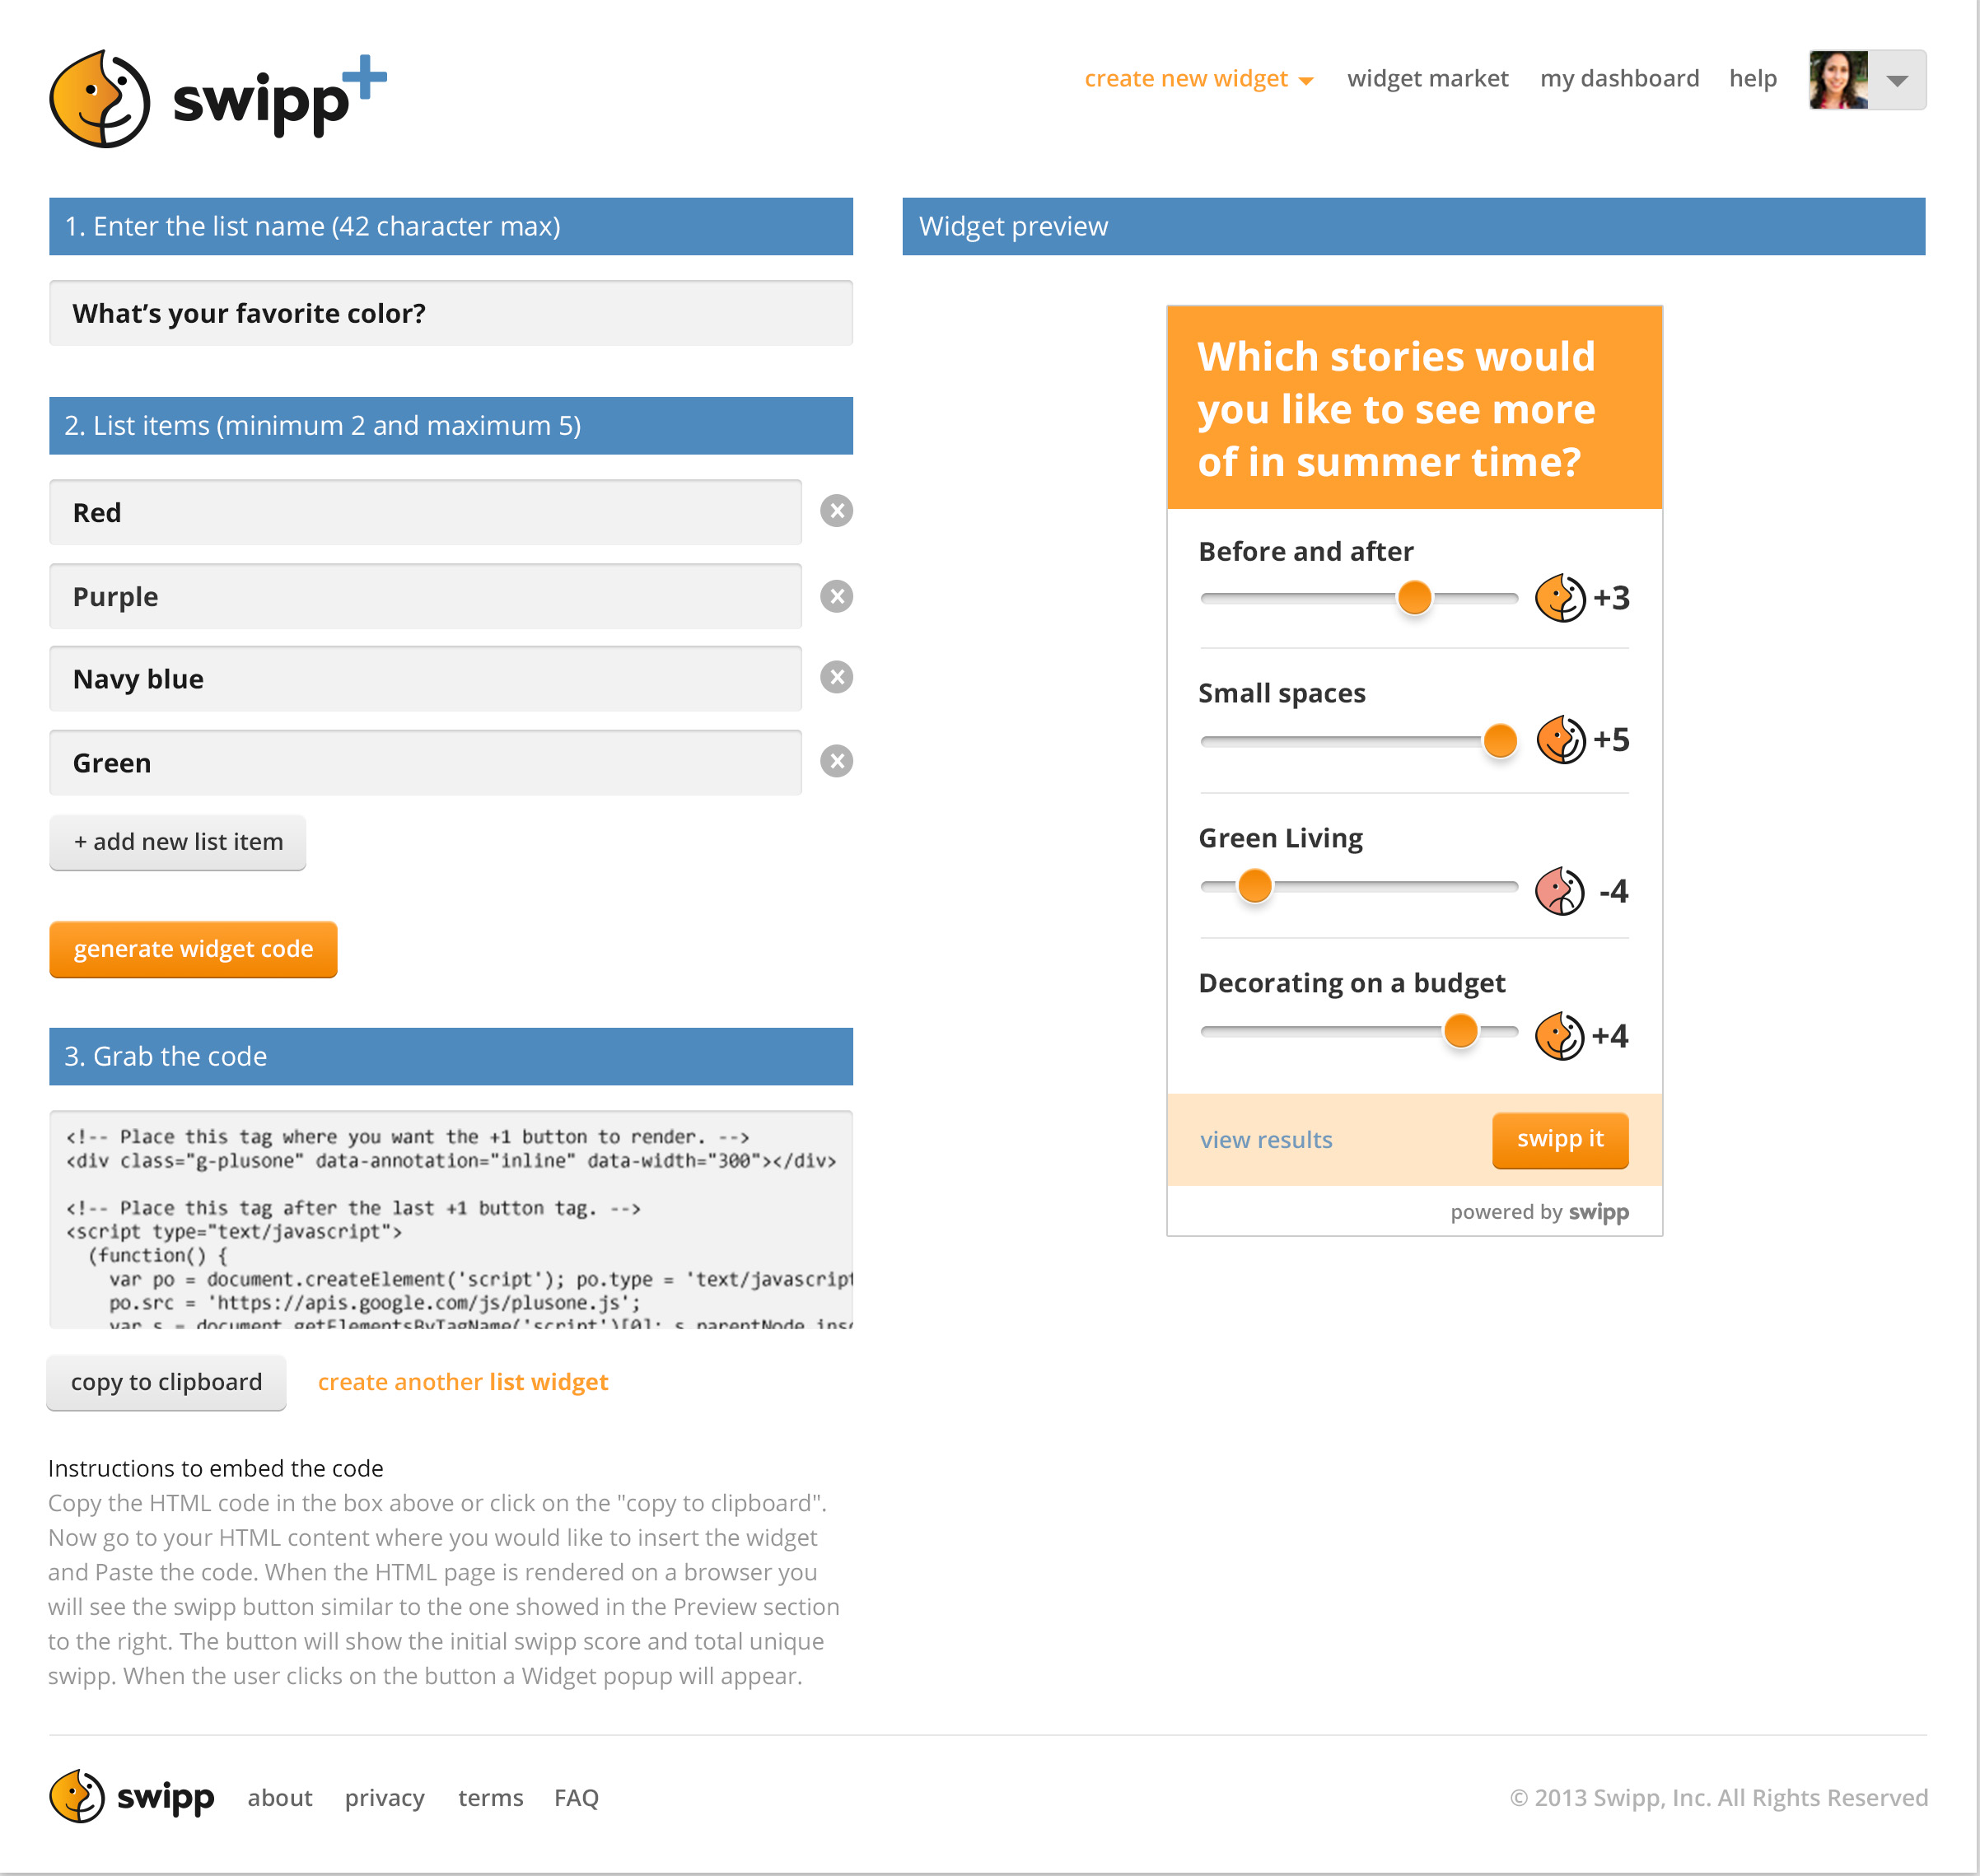 swipp+
create new widget
widget market
my dashboard
help
1. Enter the list name (42 character max)
What's your favorite color?
2. List items (minimum 2 and maximum 5)
Red
Purple
Navy blue
Green
+ add new list item
generate widget code
3. Grab the code
<!-- Place this tag where you want the +1 button to render. -->
<div class="g-plusone" data-annotation="inline" data-width="300"></div>
<!-- Place this tag after the last +1 button tag. -->
<script type="text/javascript">
(function() {
var po = document.createElement('script'); po.type = 'text/javascript
po.src = 'https://apis.google.com/js/plusone.js';
var s = document.getElementsByTagName('script')[0]; s.parentNode.inse
copy to clipboard
create another list widget
Instructions to embed the code
Copy the HTML code in the box above or click on the "copy to clipboard".
Now go to your HTML content where you would like to insert the widget
and Paste the code. When the HTML page is rendered on a browser you
will see the swipp button similar to the one showed in the Preview section
to the right. The button will show the initial swipp score and total unique
swipp. When the user clicks on the button a Widget popup will appear.
Widget preview
Which stories would
you like to see more
of in summer time?
Before and after
+3
Small spaces
+5
Green Living
-4
Decorating on a budget
+4
view results
swipp it
powered by swipp
swipp
about
privacy
terms
FAQ
© 2013 Swipp, Inc. All Rights Reserved